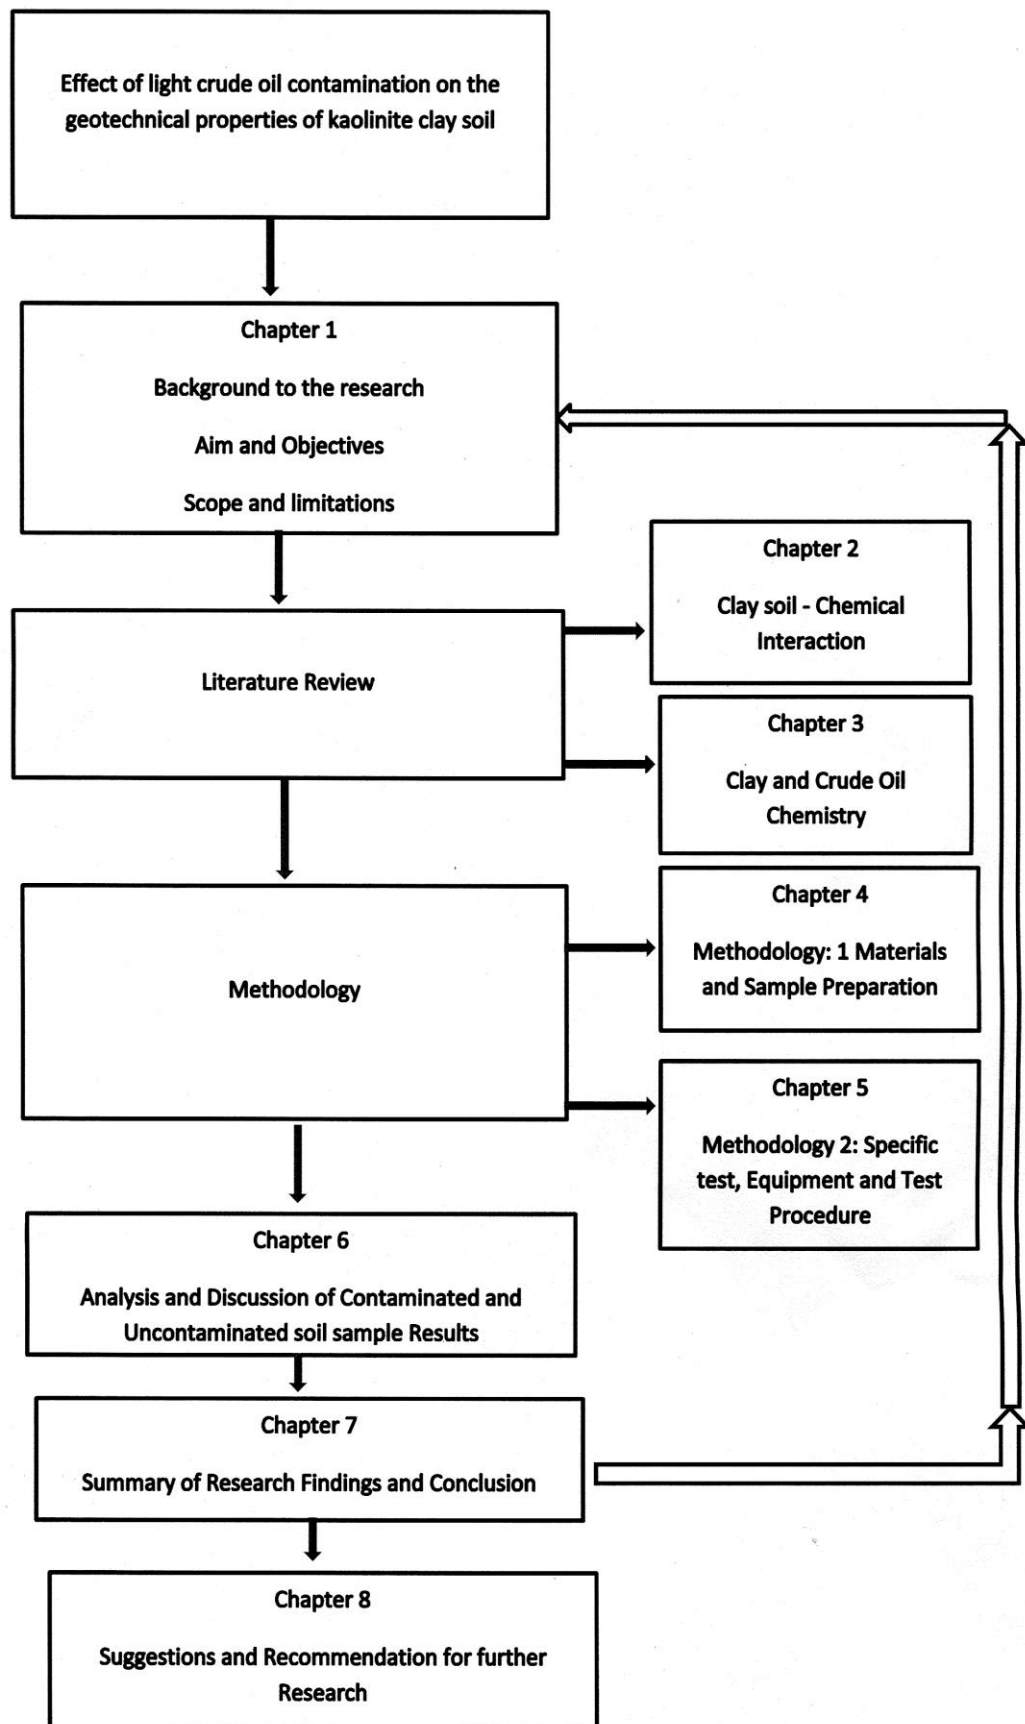 Effect of light crude oil contamination on the
geotechnical properties of kaolinite clay soil
Chapter 1
Background to the research
Aim and Objectives
Scope and limitations
Literature Review
Chapter 2
Clay soil - Chemical
Interaction
Chapter 3
Clay and Crude Oil
Chemistry
Methodology
Chapter 4
Methodology: 1 Materials
and Sample Preparation
Chapter 5
Methodology 2: Specific
test, Equipment and Test
Procedure
Chapter 6
Analysis and Discussion of Contaminated and
Uncontaminated soil sample Results
Chapter 7
Summary of Research Findings and Conclusion
Chapter 8
Suggestions and Recommendation for further
Research